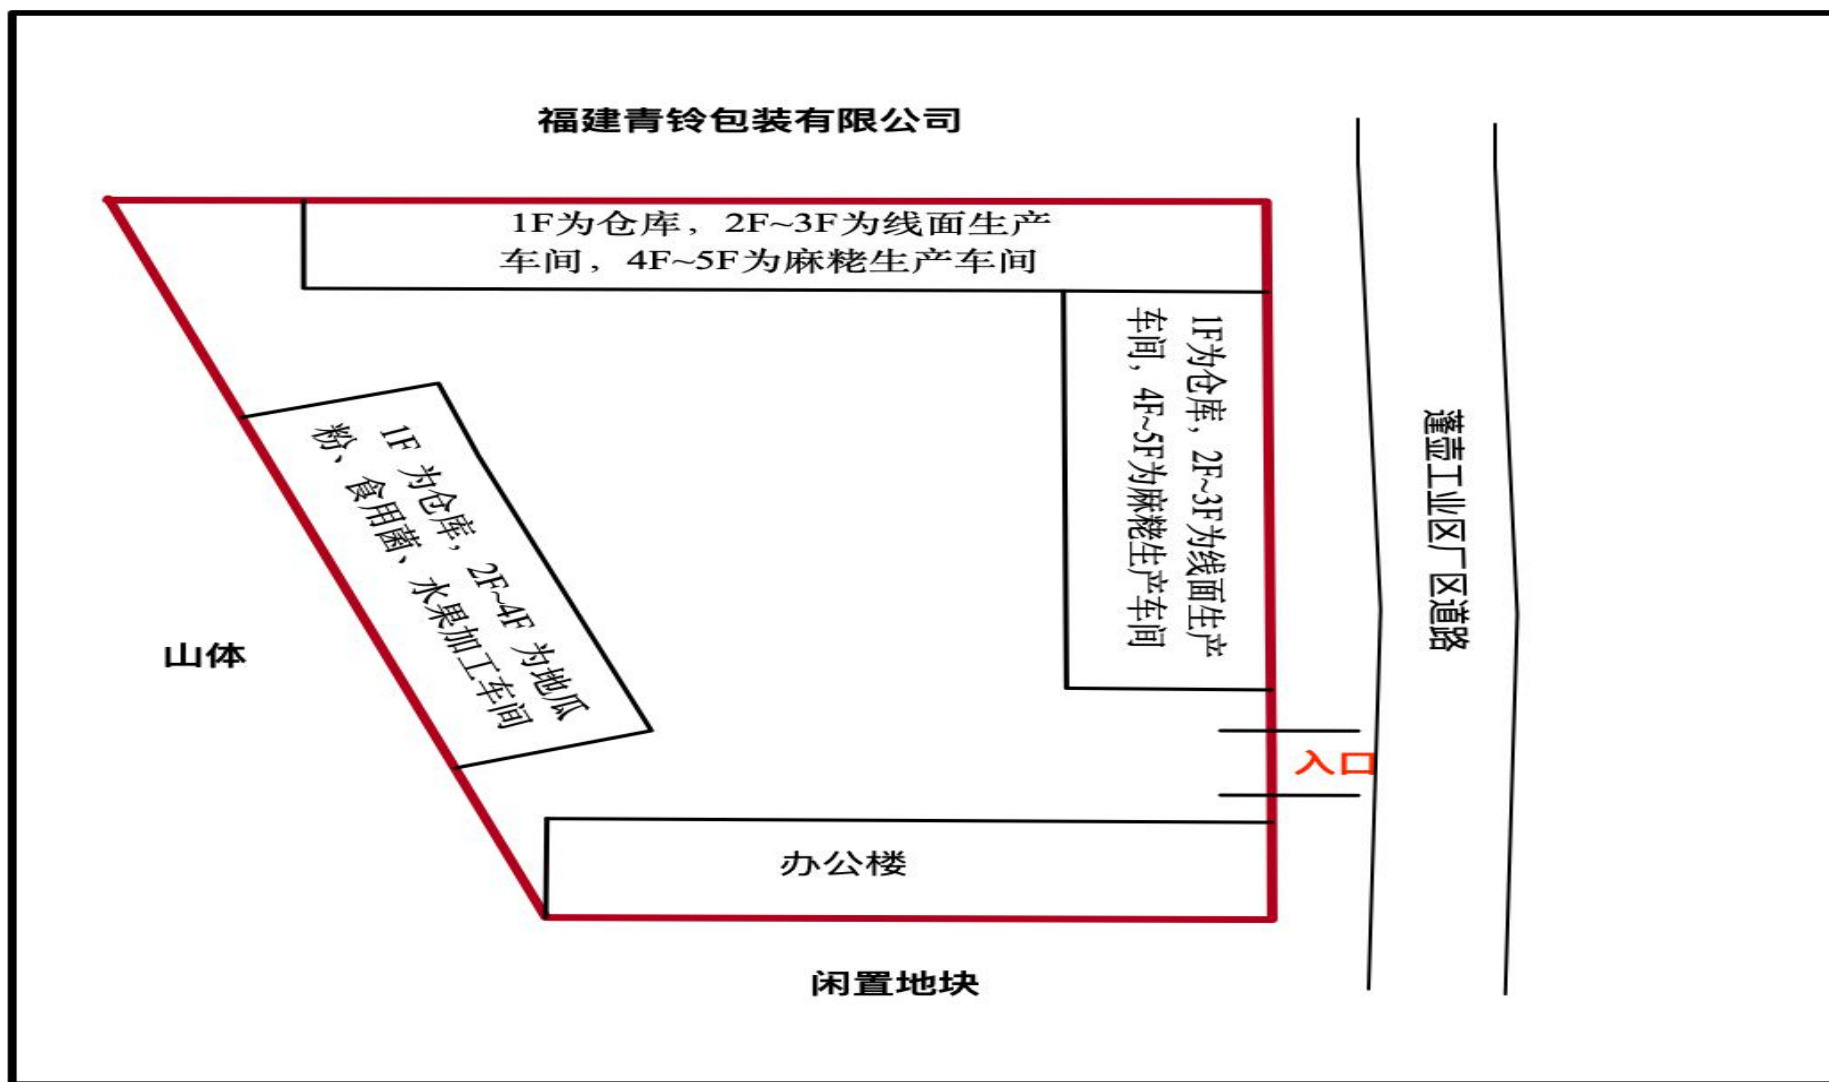 福建青铃包装有限公司
1F为仓库，2F~3F为线面生产
车间，4F~5F为麻粩生产车间
1F为仓库，2F~3F为线面生产
车间，4F~5F为麻粩生产车间
蓬壶工业区厂区道路
1F 为仓库，2F~4F 为地瓜
粉、食用菌、水果加工车间
山体
入口
办公楼
闲置地块